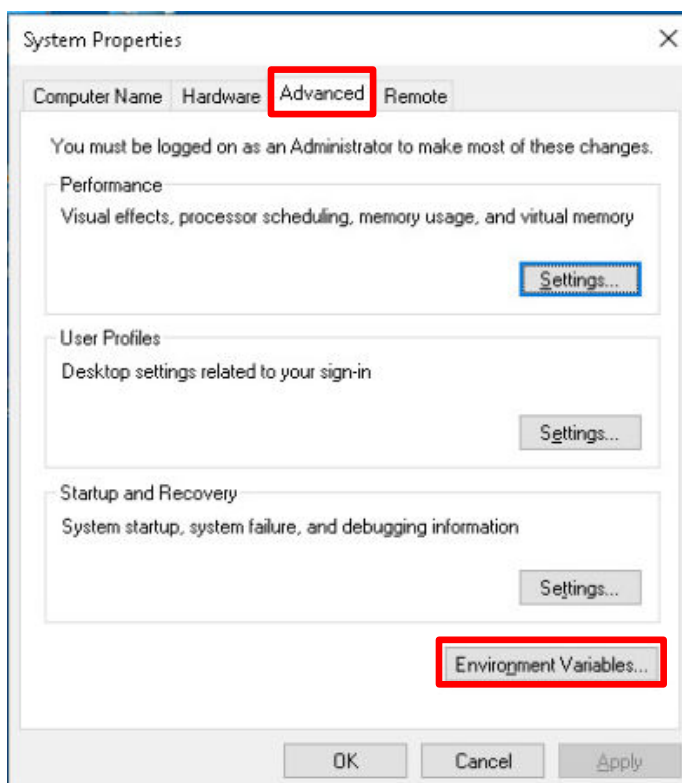 System Properties
Computer Name Hardware Advanced Remote
You must be logged on as an Administrator to make most of these changes.
Performance
Visual effects, processor scheduling, memory usage, and virtual memory
Settings...
User Profiles
Desktop settings related to your sign-in
Settings...
Startup and Recovery
System startup, system failure, and debugging information
Settings...
Environment Variables...
OK Cancel Apply